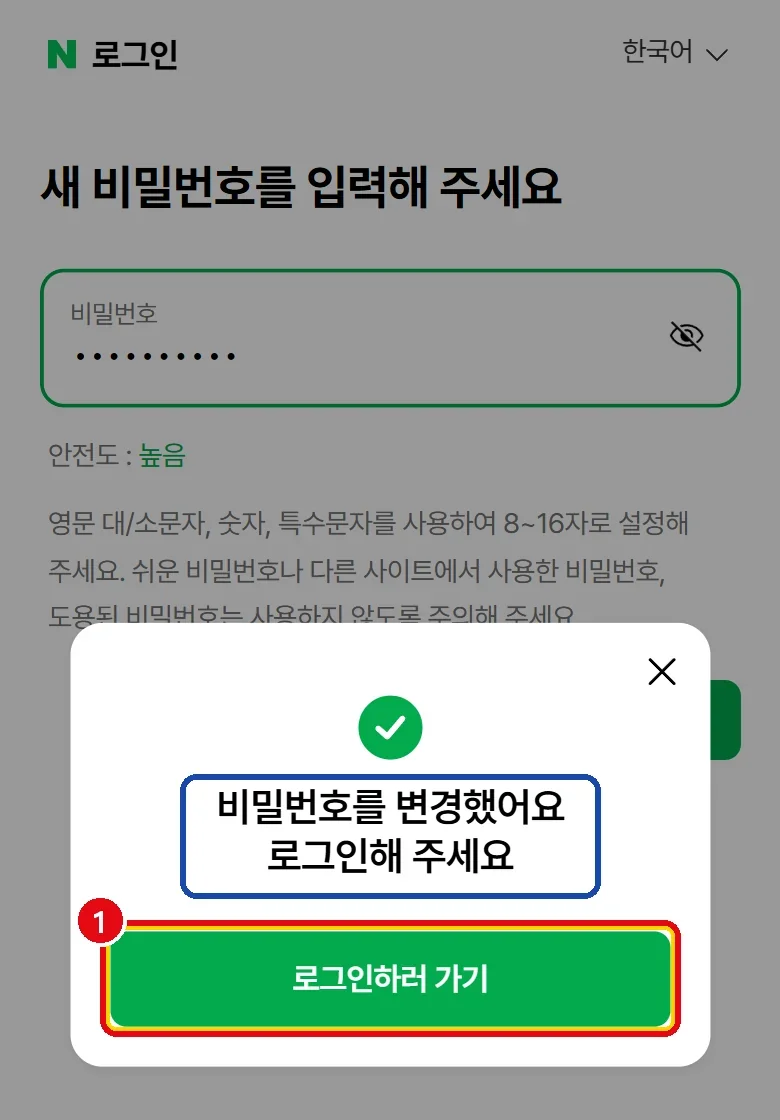 N 로그인
한국어
새 비밀번호를 입력해 주세요
비밀번호
안전도 : 높음
영문 대/소문자, 숫자, 특수문자를 사용하여 8~16자로 설정해
주세요. 쉬운 비밀번호나 다른 사이트에서 사용한 비밀번호,
도용된 비밀번호는 사용하지 않도록 주의해 주세요.
비밀번호를 변경했어요
로그인해 주세요
1
로그인하러 가기